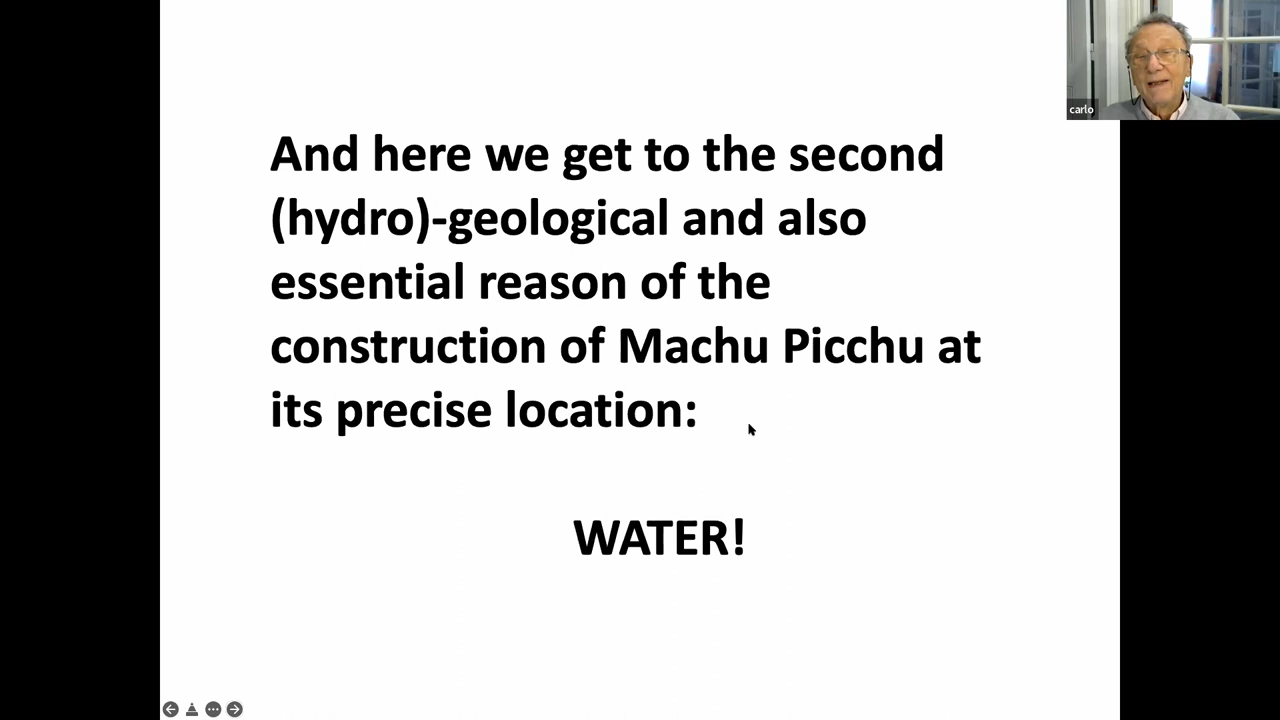 And here we get to the second
(hydro)-geological and also
essential reason of the
construction of Machu Picchu at
its precise location:
WATER!
carlo